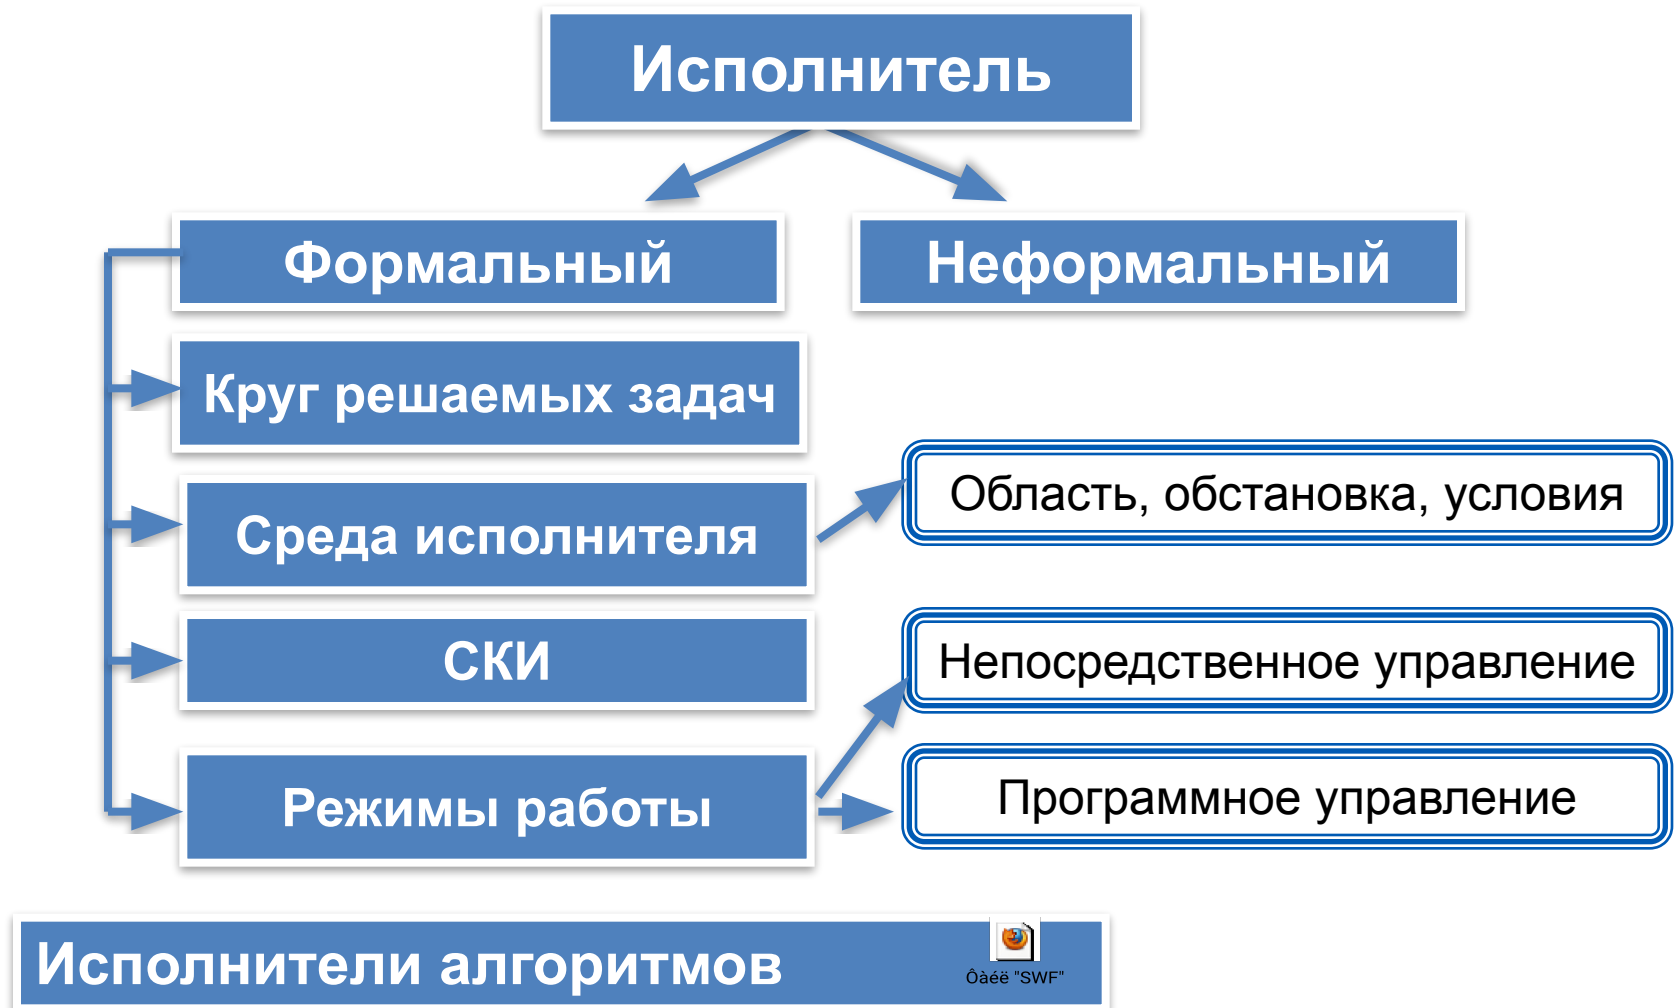 Исполнитель
Формальный
Неформальный
Круг решаемых задач
Среда исполнителя
Область, обстановка, условия
СКИ
Непосредственное управление
Режимы работы
Программное управление
Исполнители алгоритмов
Ôàéë "SWF"